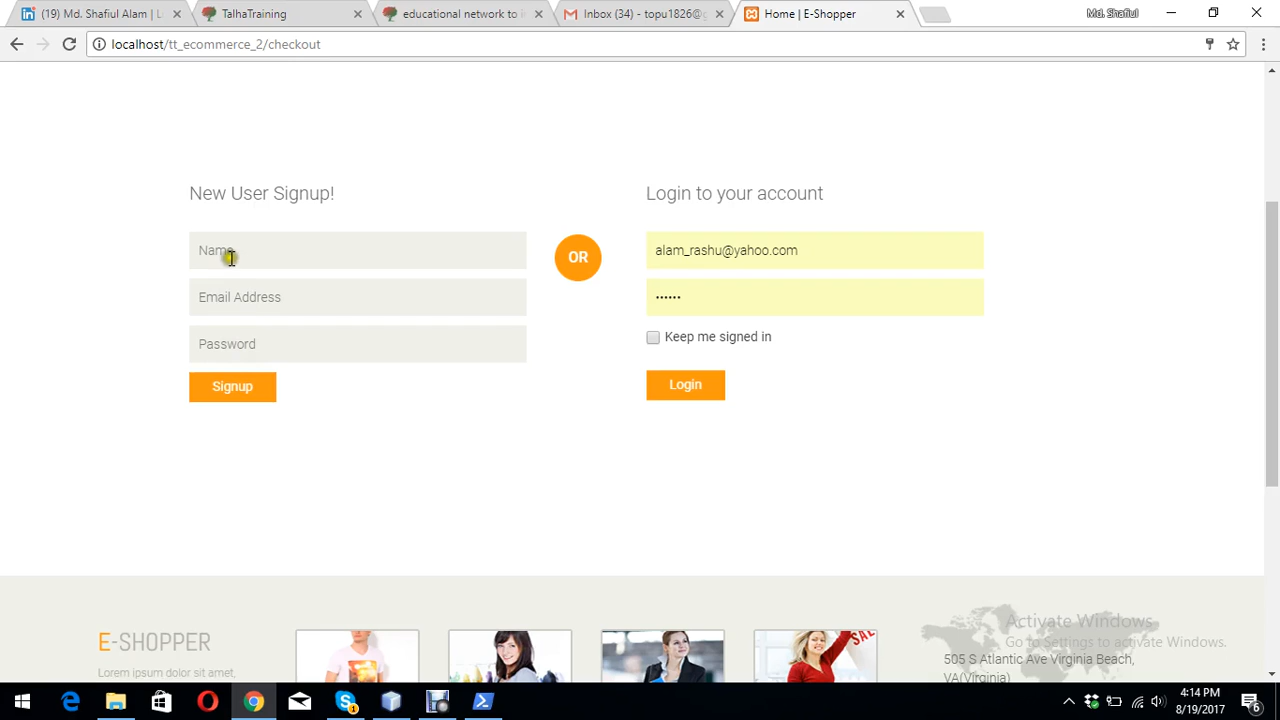 (19) Md. Shafiul Alam | L
TalhaTraining
educational network to i
Inbox (34) - topu1826@g
Home | E-Shopper
Md. Shafiul
localhost/tt_ecommerce_2/checkout
New User Signup!
Login to your account
Name
alam_rashu@yahoo.com
OR
Email Address
••••••
Password
Keep me signed in
Signup
Login
E-SHOPPER
Lorem ipsum dolor sit amet,
SALE
Activate Windows
Go to Settings to activate Windows.
505 S Atlantic Ave Virginia Beach,
VA(Virginia)
4:14 PM
8/19/2017
6